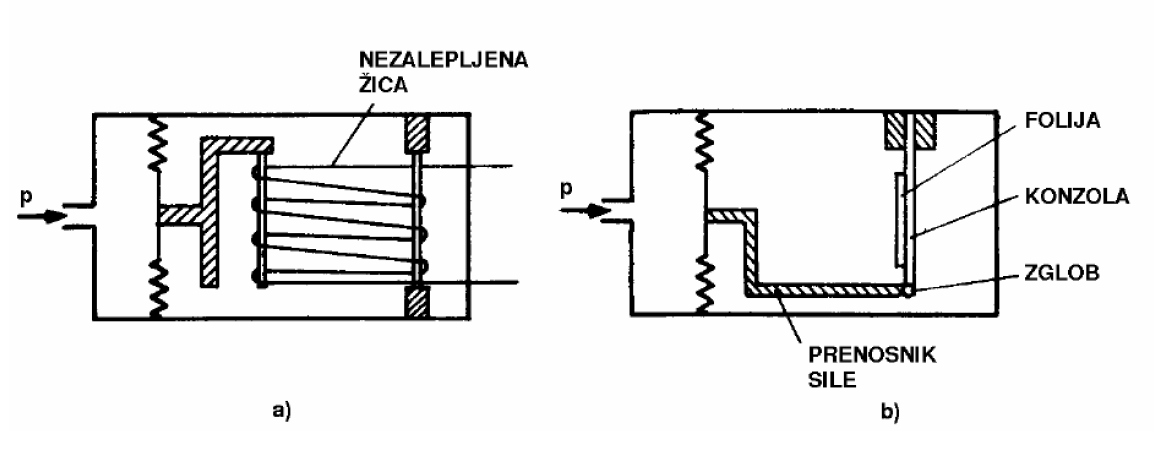 NEZALEPLJENA
ŽICA
p
a)
p
FOLIJA
KONZOLA
ZGLOB
PRENOSNIK
SILE
b)